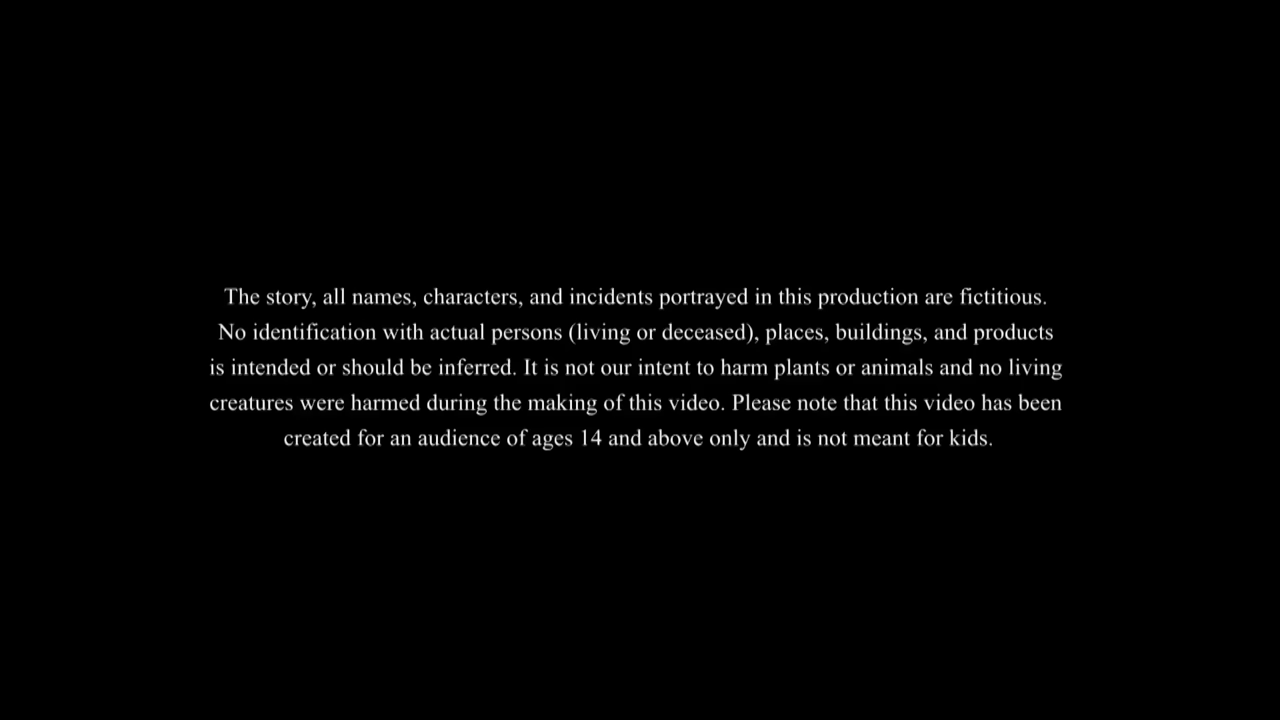 The story, all names, characters, and incidents portrayed in this production are fictitious.
No identification with actual persons (living or deceased), places, buildings, and products
is intended or should be inferred. It is not our intent to harm plants or animals and no living
creatures were harmed during the making of this video. Please note that this video has been
created for an audience of ages 14 and above only and is not meant for kids.